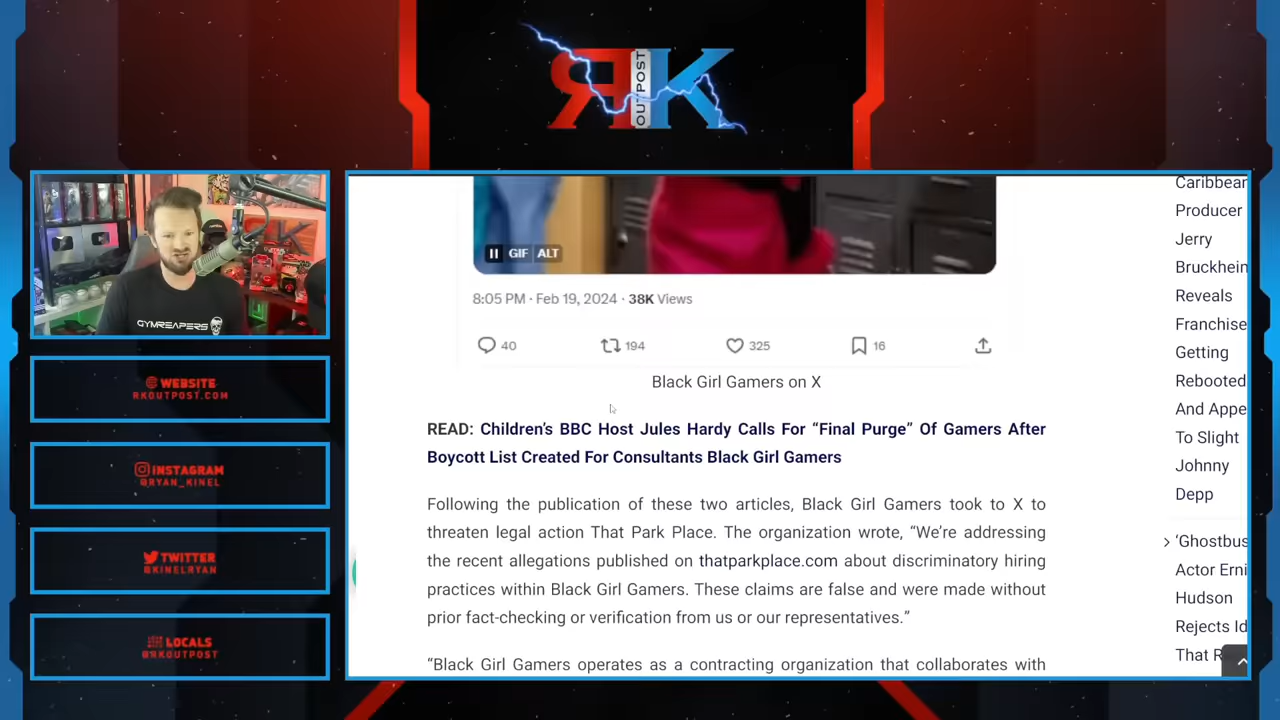 RK
OUTPOST
GYMREAPERS
WEBSITE
RKOUTPOST.COM
INSTAGRAM
@RYAN_KINEL
TWITTER
@KINELRYAN
LOCALS
@RKOUTPOST
GIF ALT
8:05 PM · Feb 19, 2024 · 38K Views
40 194 325 16
Black Girl Gamers on X
READ: Children's BBC Host Jules Hardy Calls For “Final Purge” Of Gamers After
Boycott List Created For Consultants Black Girl Gamers
Following the publication of these two articles, Black Girl Gamers took to X to
threaten legal action That Park Place. The organization wrote, “We're addressing
the recent allegations published on thatparkplace.com about discriminatory hiring
practices within Black Girl Gamers. These claims are false and were made without
prior fact-checking or verification from us or our representatives.”
“Black Girl Gamers operates as a contracting organization that collaborates with
Caribbear
Producer
Jerry
Bruckhein
Reveals
Franchise
Getting
Rebooted
And Appe
To Slight
Johnny
Depp
'Ghostbus
Actor Erni
Hudson
Rejects Id
That R